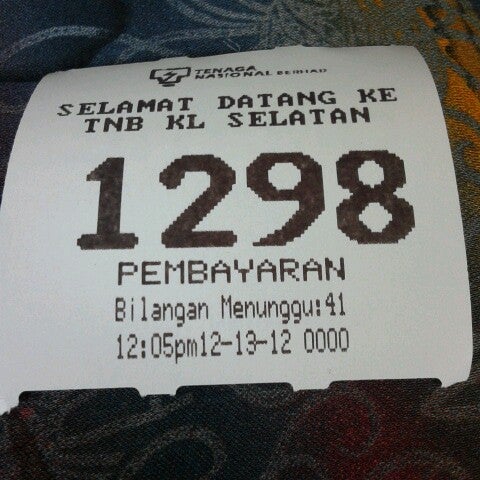 TENAGA
NASIONAL BERHAD
SELAMAT DATANG KE
TNB KL SELATAN
1298
PEMBAYARAN
Bilangan Menunggu:41
12:05pm12-13-12 0000